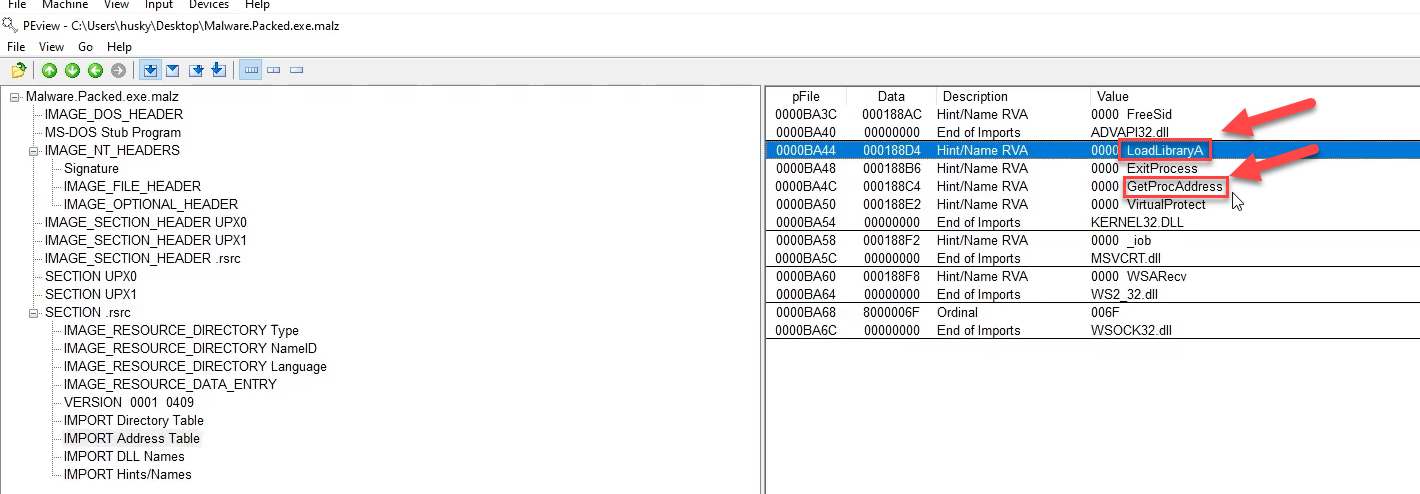 File Machine View Input Devices Help
PEview - C:\Users\husky\Desktop\Malware.Packed.exe.malz
File View Go Help
Malware.Packed.exe.malz
IMAGE_DOS_HEADER
MS-DOS Stub Program
IMAGE_NT_HEADERS
Signature
IMAGE_FILE_HEADER
IMAGE_OPTIONAL_HEADER
IMAGE_SECTION_HEADER UPX0
IMAGE_SECTION_HEADER UPX1
IMAGE_SECTION_HEADER .rsrc
SECTION UPX0
SECTION UPX1
SECTION .rsrc
IMAGE_RESOURCE_DIRECTORY Type
IMAGE_RESOURCE_DIRECTORY NameID
IMAGE_RESOURCE_DIRECTORY Language
IMAGE_RESOURCE_DATA_ENTRY
VERSION 0001 0409
IMPORT Directory Table
IMPORT Address Table
IMPORT DLL Names
IMPORT Hints/Names
pFile Data Description Value
0000BA3C 000188AC Hint/Name RVA 0000 FreeSid
0000BA40 00000000 End of Imports ADVAPI32.dll
0000BA44 000188D4 Hint/Name RVA 0000 LoadLibraryA
0000BA48 000188B6 Hint/Name RVA 0000 ExitProcess
0000BA4C 000188C4 Hint/Name RVA 0000 GetProcAddress
0000BA50 000188E2 Hint/Name RVA 0000 VirtualProtect
0000BA54 00000000 End of Imports KERNEL32.DLL
0000BA58 000188F2 Hint/Name RVA 0000 _iob
0000BA5C 00000000 End of Imports MSVCRT.dll
0000BA60 000188F8 Hint/Name RVA 0000 WSARecv
0000BA64 00000000 End of Imports WS2_32.dll
0000BA68 8000006F Ordinal 006F
0000BA6C 00000000 End of Imports WSOCK32.dll